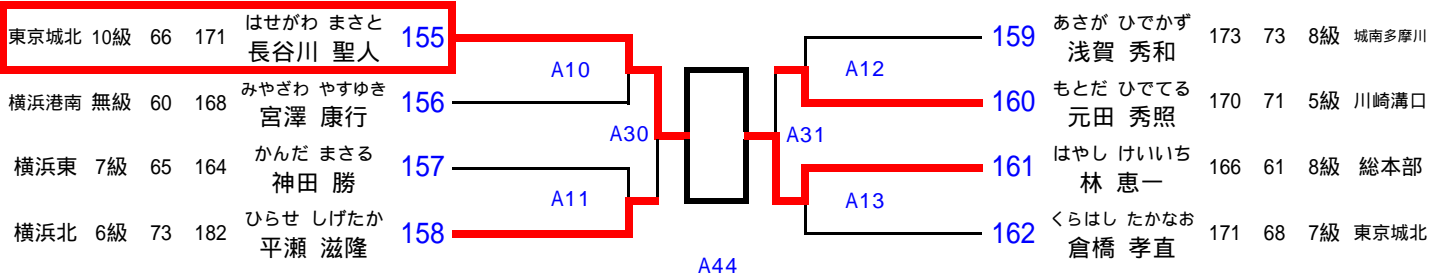 東京城北 10級 66 171 はせがわ まさと 155
長谷川 聖人
横浜港南 無級 60 168 みやざわ やすゆき 156
宮澤 康行
横浜東 7級 65 164 かんだ まさる 157
神田 勝
横浜北 6級 73 182 ひらせ しげたか 158
平瀬 滋隆
A10
A30
A11
A44
A12
A31
A13
159 あさが ひでかず 173 73 8級 城南多摩川
浅賀 秀和
160 もとだ ひでてる 170 71 5級 川崎溝口
元田 秀照
161 はやし けいいち 166 61 8級 総本部
林 恵一
162 くらはし たかなお 171 68 7級 東京城北
倉橋 孝直